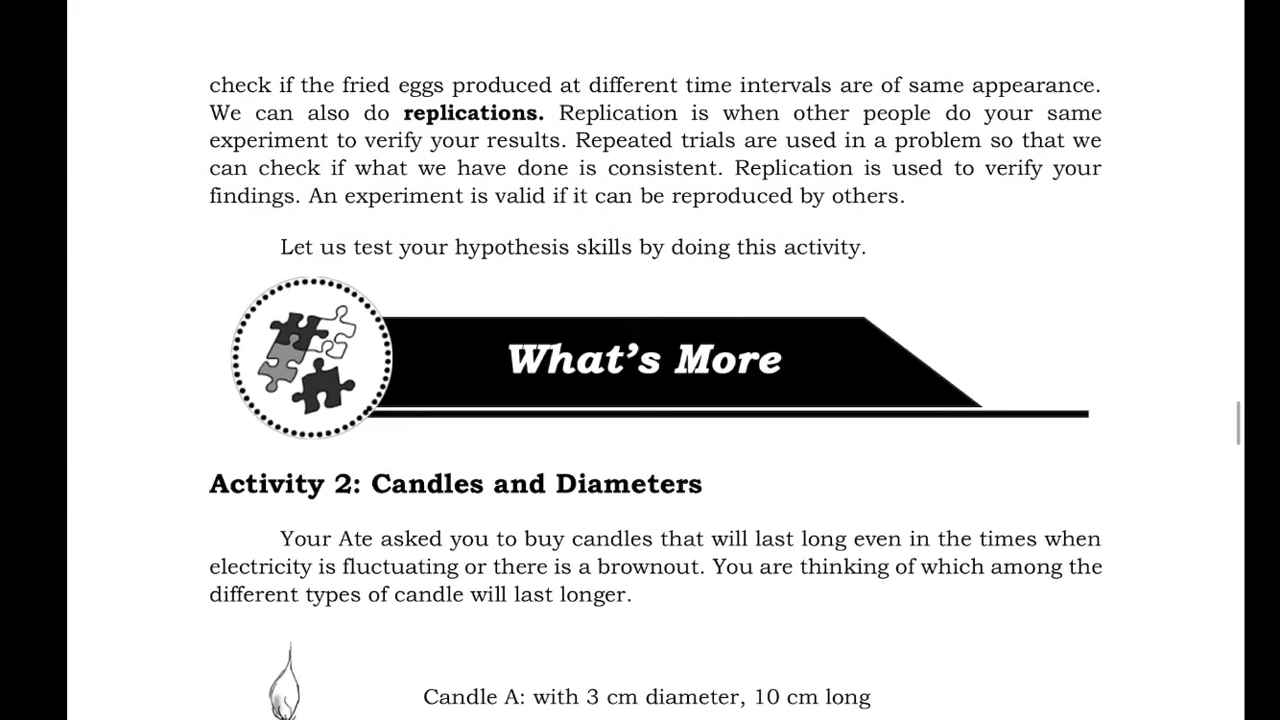 check if the fried eggs produced at different time intervals are of same appearance.
We can also do replications. Replication is when other people do your same
experiment to verify your results. Repeated trials are used in a problem so that we
can check if what we have done is consistent. Replication is used to verify your
findings. An experiment is valid if it can be reproduced by others.
Let us test your hypothesis skills by doing this activity.
What's More
Activity 2: Candles and Diameters
Your Ate asked you to buy candles that will last long even in the times when
electricity is fluctuating or there is a brownout. You are thinking of which among the
different types of candle will last longer.
Candle A: with 3 cm diameter, 10 cm long